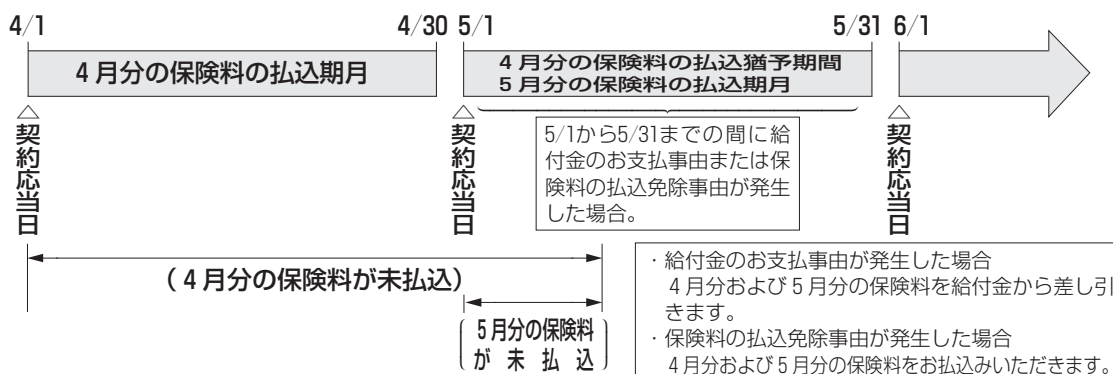 4/1
4/30 5/1
5/31 6/1
4月分の保険料の払込期月
4月分の保険料の払込猶予期間
5月分の保険料の払込期月
△契約応当日
△契約応当日
△契約応当日
5/1から5/31までの間に給
付金のお支払事由または保
険料の払込免除事由が発生
した場合。
(4月分の保険料が未払込)
5月分の保険料
が未払込
・給付金のお支払事由が発生した場合
4月分および5月分の保険料を給付金から差し引
きます。
・保険料の払込免除事由が発生した場合
4月分および5月分の保険料をお払込みいただきます。